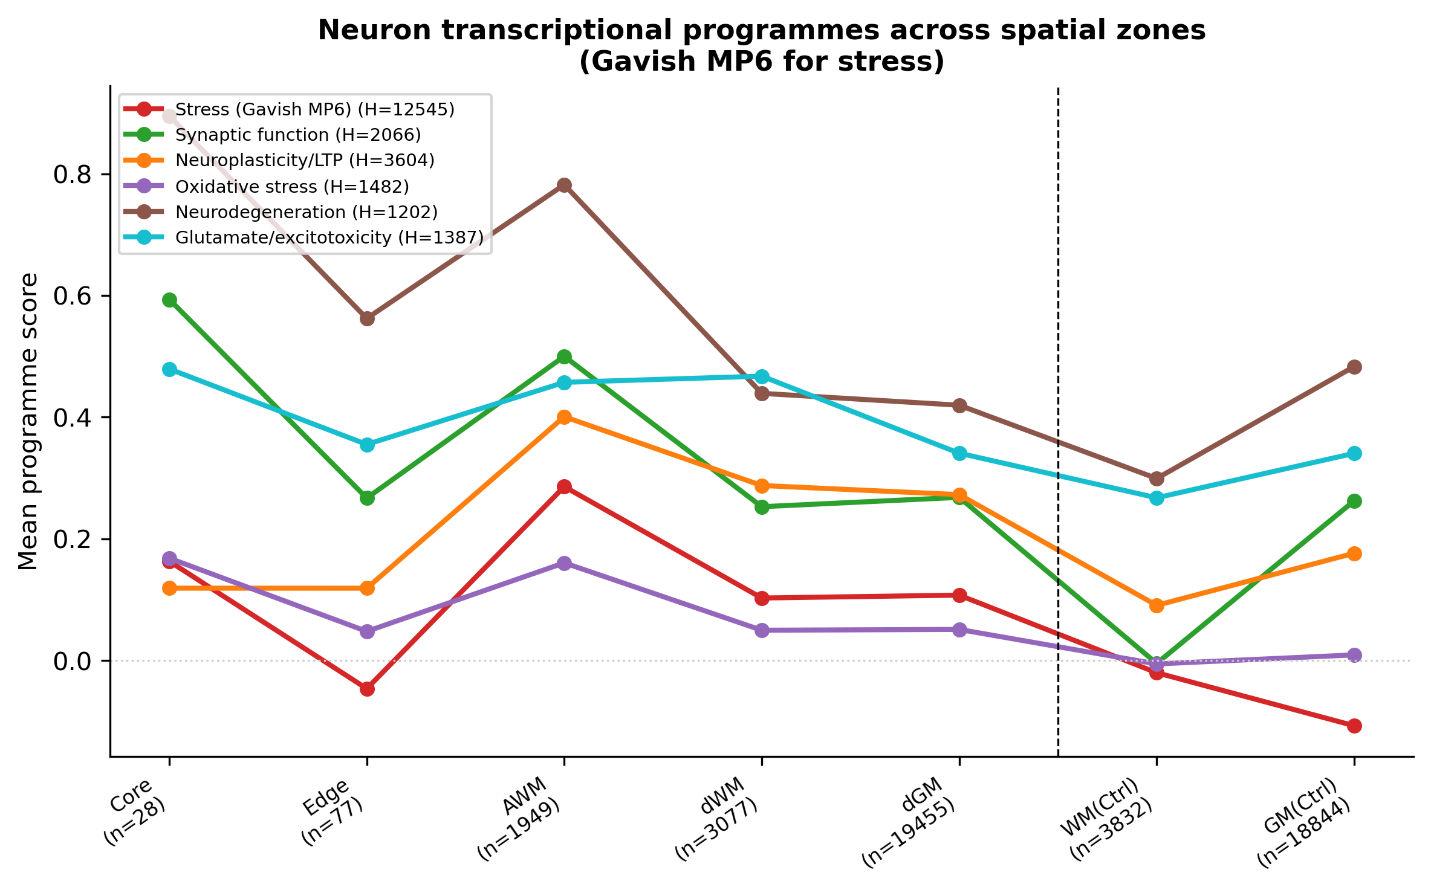 Neuron transcriptional programmes across spatial zones
(Gavish MP6 for stress)
Stress (Gavish MP6) (H=12545)
Synaptic function (H=2066)
Neuroplasticity/LTP (H=3604)
Oxidative stress (H=1482)
Neurodegeneration (H=1202)
Glutamate/excitotoxicity (H=1387)
Mean programme score
0.8
0.6
0.4
0.2
0.0
Core
(n=28)
Edge
(n=77)
AWM
(n=1949)
dWM
(n=3077)
dGM
(n=19455)
WM(Ctrl)
(n=3832)
GM(Ctrl)
(n=18844)